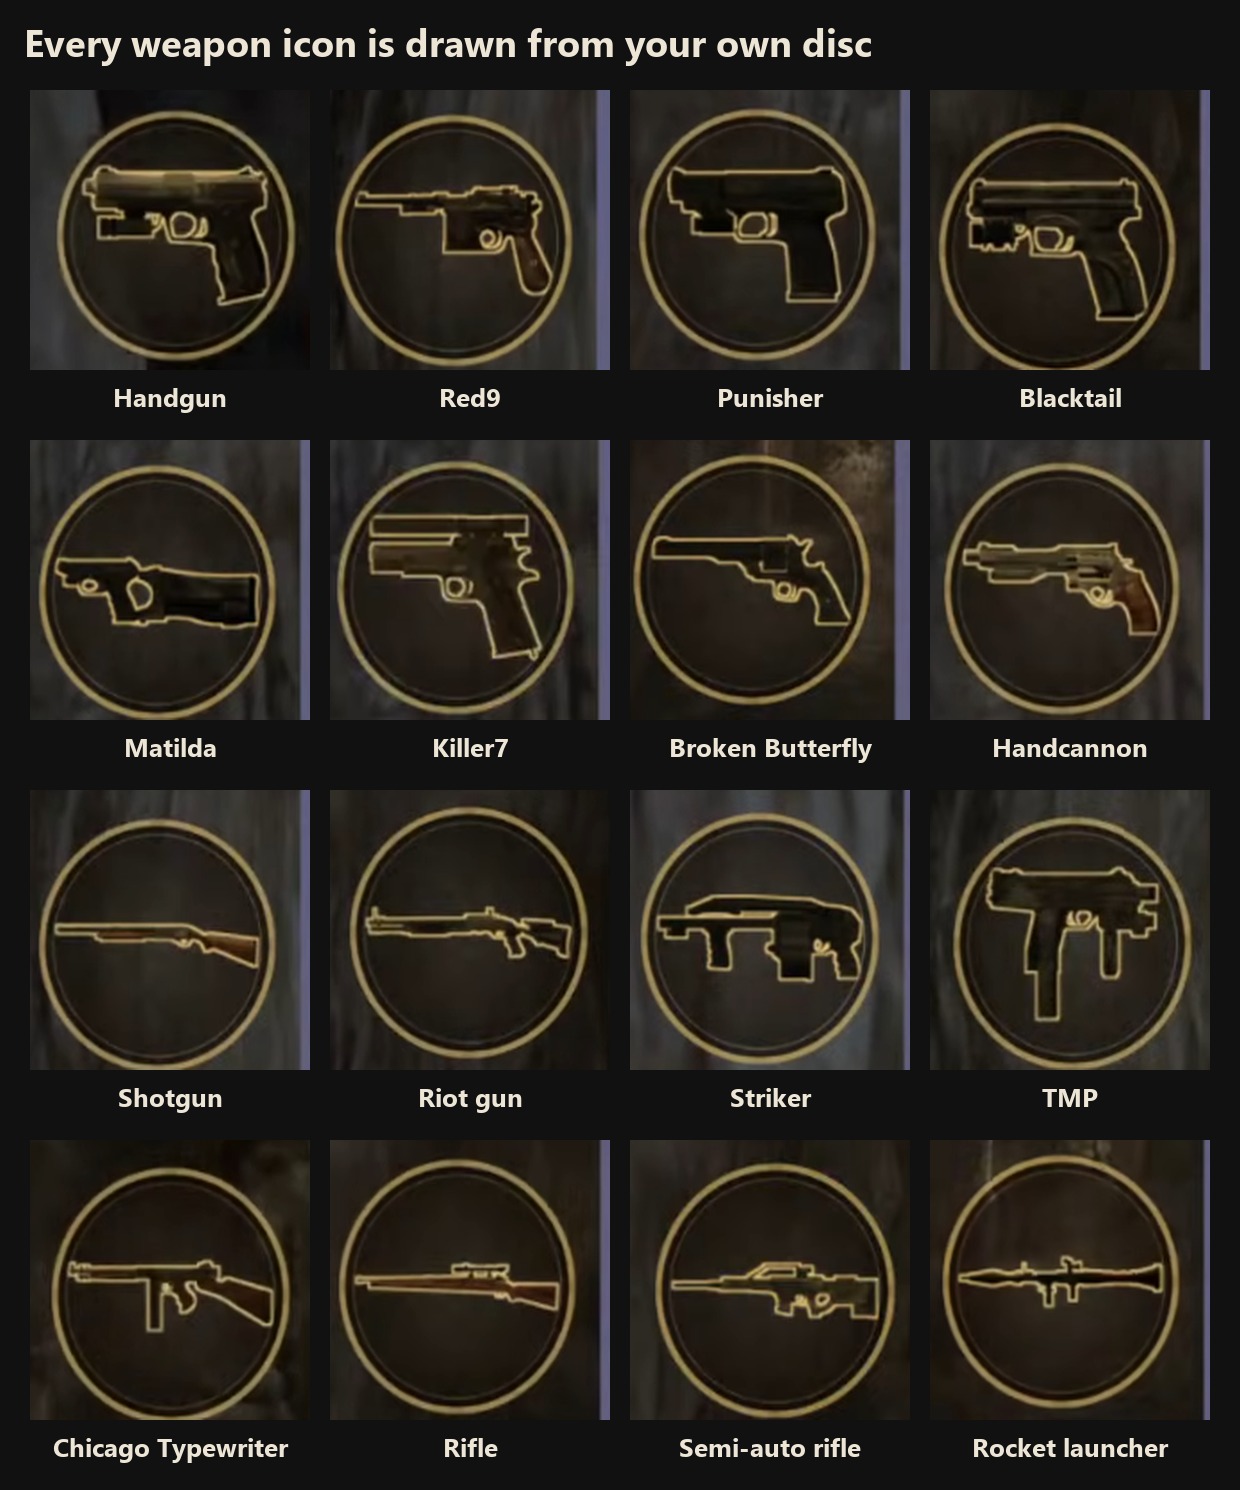 Every weapon icon is drawn from your own disc
Handgun
Red9
Punisher
Blacktail
Matilda
Killer7
Broken Butterfly
Handcannon
Shotgun
Riot gun
Striker
TMP
Chicago Typewriter
Rifle
Semi-auto rifle
Rocket launcher